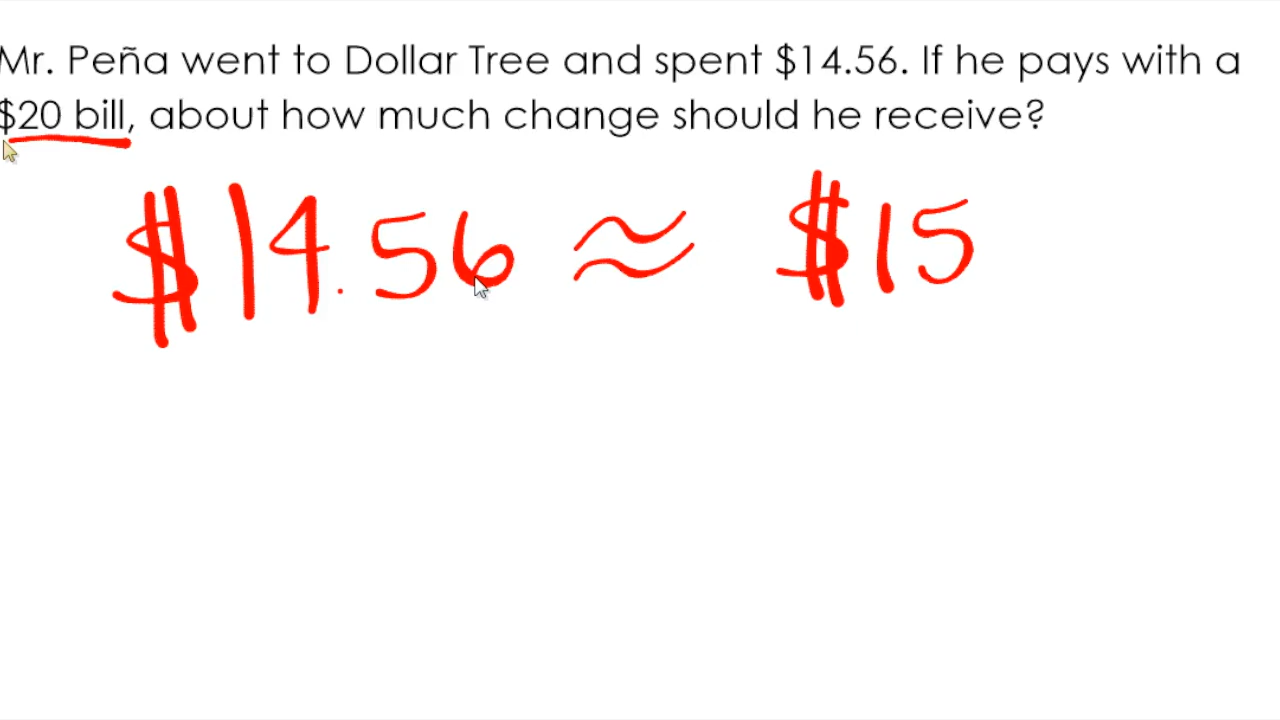 Mr. Peña went to Dollar Tree and spent $14.56. If he pays with a
$20 bill, about how much change should he receive?
$14.56 ≈ $15